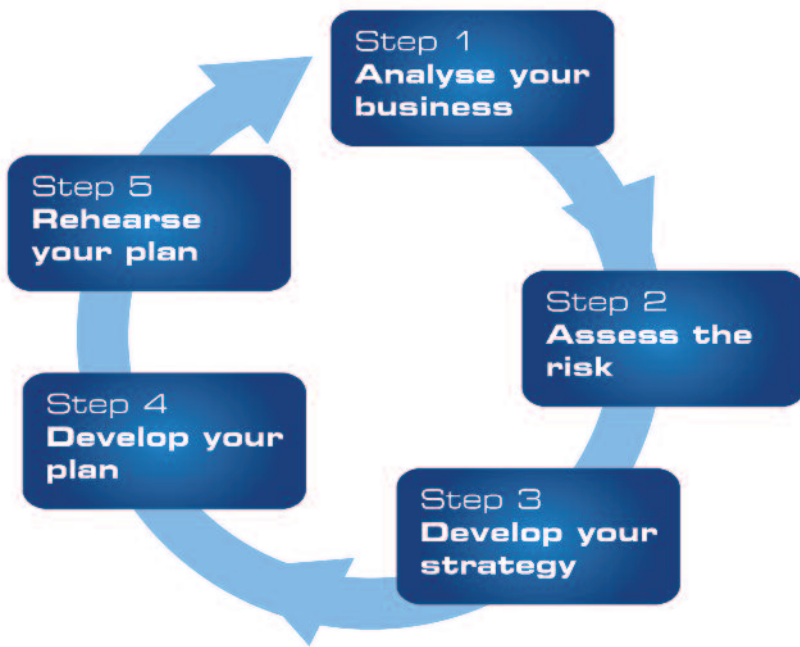 Step 1
Analyse your
business
Step 2
Assess the
risk
Step 3
Develop your
strategy
Step 4
Develop your
plan
Step 5
Rehearse
your plan